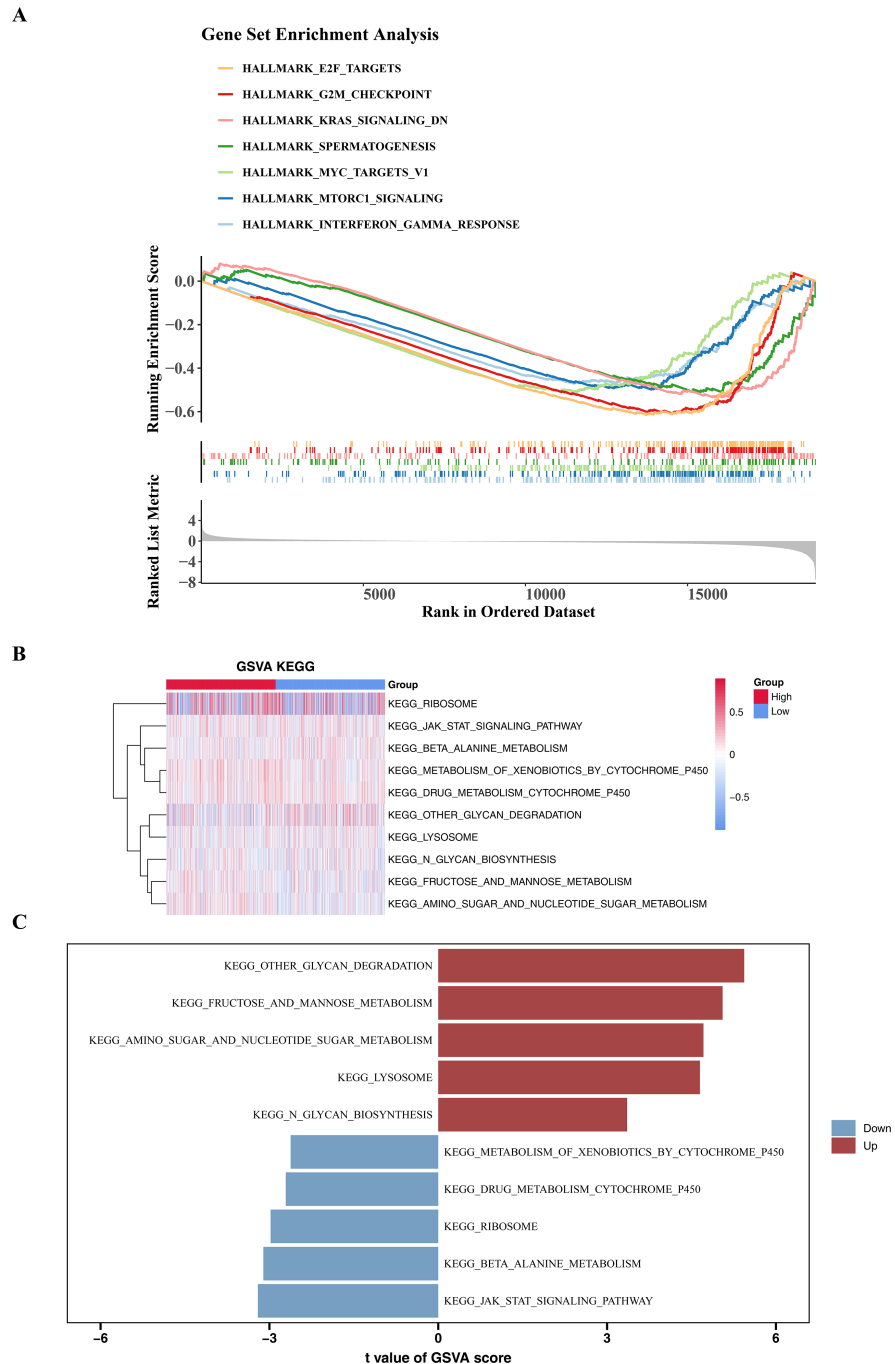 A
Gene Set Enrichment Analysis
HALLMARK_E2F_TARGETS
HALLMARK_G2M_CHECKPOINT
HALLMARK_KRAS_SIGNALING_DN
HALLMARK_SPERMATOGENESIS
HALLMARK_MYC_TARGETS_V1
HALLMARK_MTORC1_SIGNALING
HALLMARK_INTERFERON_GAMMA_RESPONSE
Running Enrichment Score
0.0
−0.2
−0.4
−0.6
Ranked List Metric
4
0
−4
−8
5000
10000
15000
Rank in Ordered Dataset
B
GSVA KEGG
Group
KEGG_RIBOSOME
KEGG_JAK_STAT_SIGNALING_PATHWAY
KEGG_BETA_ALANINE_METABOLISM
KEGG_METABOLISM_OF_XENOBIOTICS_BY_CYTOCHROME_P450
KEGG_DRUG_METABOLISM_CYTOCHROME_P450
KEGG_OTHER_GLYCAN_DEGRADATION
KEGG_LYSOSOME
KEGG_N_GLYCAN_BIOSYNTHESIS
KEGG_FRUCTOSE_AND_MANNOSE_METABOLISM
KEGG_AMINO_SUGAR_AND_NUCLEOTIDE_SUGAR_METABOLISM
0.5
0
−0.5
Group
High
Low
C
KEGG_OTHER_GLYCAN_DEGRADATION
KEGG_FRUCTOSE_AND_MANNOSE_METABOLISM
KEGG_AMINO_SUGAR_AND_NUCLEOTIDE_SUGAR_METABOLISM
KEGG_LYSOSOME
KEGG_N_GLYCAN_BIOSYNTHESIS
KEGG_METABOLISM_OF_XENOBIOTICS_BY_CYTOCHROME_P450
KEGG_DRUG_METABOLISM_CYTOCHROME_P450
KEGG_RIBOSOME
KEGG_BETA_ALANINE_METABOLISM
KEGG_JAK_STAT_SIGNALING_PATHWAY
Down
Up
−6
−3
0
3
6
t value of GSVA score